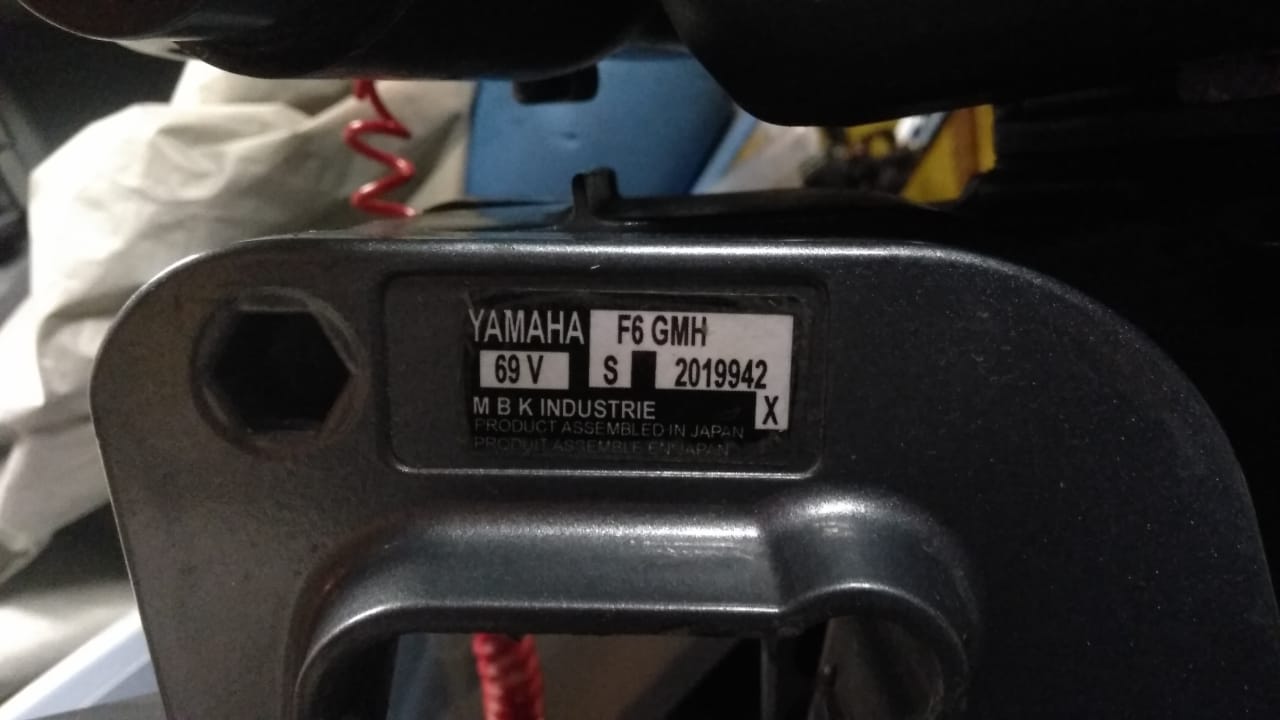 YAMAHA F6 GMH
69 V S 2019942
M B K INDUSTRIE X
PRODUCT ASSEMBLED IN JAPAN
PRODUIT ASSEMBLE EN JAPAN